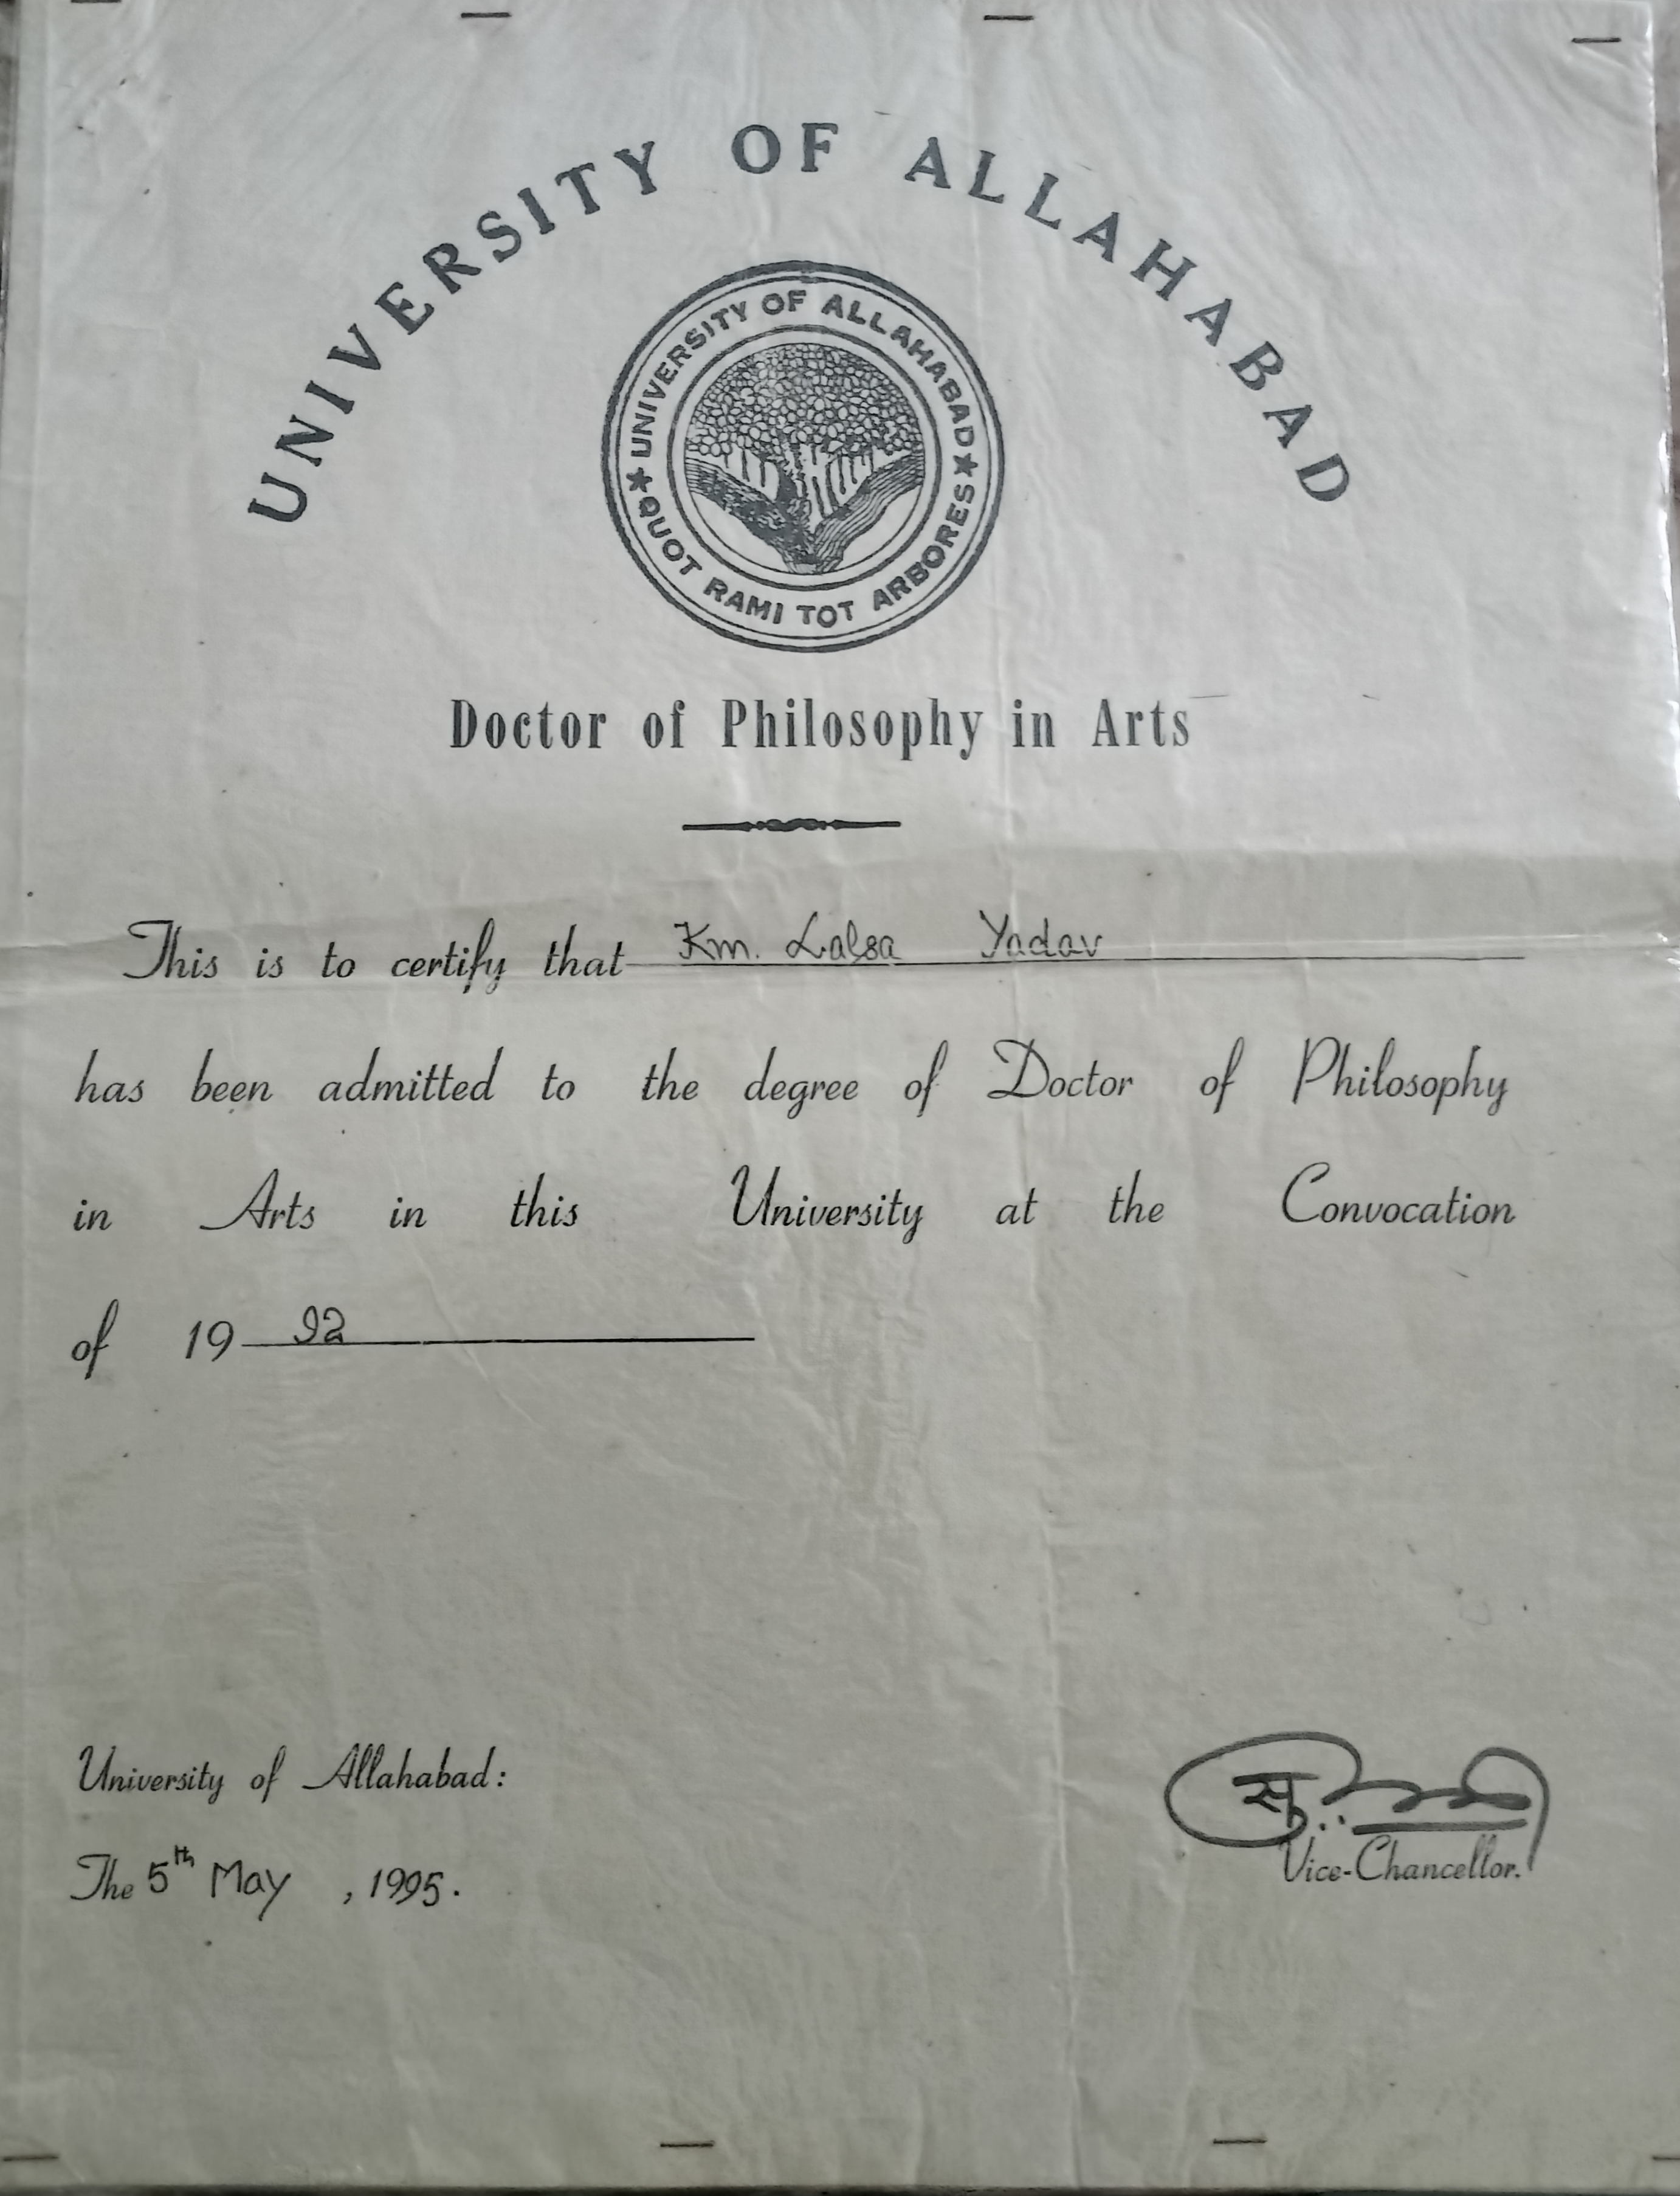 UNIVERSITY OF ALLAHABAD
UNIVERSITY OF ALLAHABAD
QUOT RAMI TOT ARBORES
Doctor of Philosophy in Arts
This is to certify that Km. Lalsa Yadav
has been admitted to the degree of Doctor of Philosophy
in Arts in this University at the Convocation
of 19 92
University of Allahabad:
The 5th May , 1995.
Vice-Chancellor.